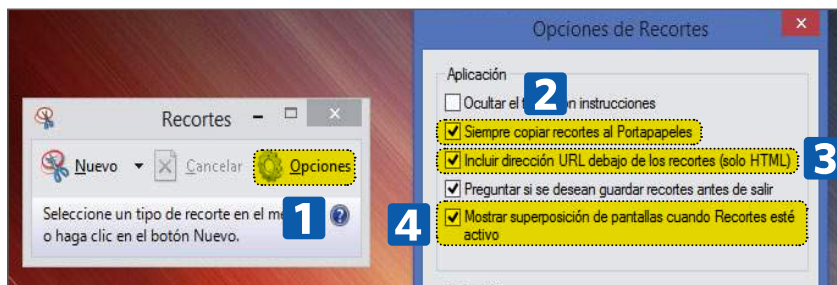 Recortes
Nuevo Cancelar Opciones
Seleccione un tipo de recorte en el
o haga clic en el botón Nuevo.
1
Opciones de Recortes
Aplicación
2
Ocultar el instrucciones
Siempre copiar recortes al Portapapeles
Incluir dirección URL debajo de los recortes (solo HTML)
3
Preguntar si se desean guardar recortes antes de salir
4
Mostrar superposición de pantallas cuando Recortes esté
activo